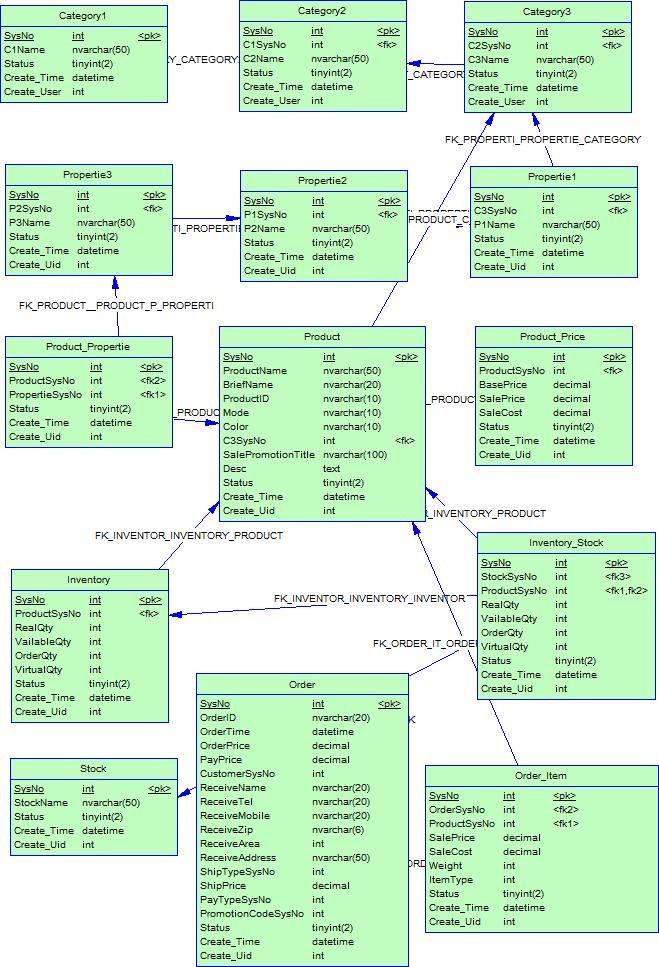 Category1
SysNo int <pk>
C1Name nvarchar(50)
Status tinyint(2)
Create_Time datetime
Create_User int
Category2
SysNo int <pk>
C1SysNo int <fk>
C2Name nvarchar(50)
Status tinyint(2)
Create_Time datetime
Create_User int
Category3
SysNo int <pk>
C2SysNo int <fk>
C3Name nvarchar(50)
Status tinyint(2)
Create_Time datetime
Create_User int
Y_CATEGORY
_CATEGOR
FK_PROPERTI_PROPERTIE_CATEGORY
Propertie3
SysNo int <pk>
P2SysNo int <fk>
P3Name nvarchar(50)
Status tinyint(2)
Create_Time datetime
Create_Uid int
Propertie2
SysNo int <pk>
P1SysNo int <fk>
P2Name nvarchar(50)
Status tinyint(2)
Create_Time datetime
Create_Uid int
Propertie1
SysNo int <pk>
C3SysNo int <fk>
P1Name nvarchar(50)
Status tinyint(2)
Create_Time datetime
Create_Uid int
TI_PROPERTIE
PRODUCT_C
FK_PRODUCT__PRODUCT_P_PROPERTI
Product_Propertie
SysNo int <pk>
ProductSysNo int <fk2>
PropertieSysNo int <fk1>
Status tinyint(2)
Create_Time datetime
Create_Uid int
_PRODUC
Product
SysNo int <pk>
ProductName nvarchar(50)
BriefName nvarchar(20)
ProductID nvarchar(10)
Mode nvarchar(10)
Color nvarchar(10)
C3SysNo int <fk>
SalePromotionTitle nvarchar(100)
Desc text
Status tinyint(2)
Create_Time datetime
Create_Uid int
_PRODUCT
Product_Price
SysNo int <pk>
ProductSysNo int <fk>
BasePrice decimal
SalePrice decimal
SaleCost decimal
Status tinyint(2)
Create_Time datetime
Create_Uid int
FK_INVENTOR_INVENTORY_PRODUCT
R_INVENTORY_PRODUCT
Inventory
SysNo int <pk>
ProductSysNo int <fk>
RealQty int
VailableQty int
OrderQty int
VirtualQty int
Status tinyint(2)
Create_Time datetime
Create_Uid int
FK_INVENTOR_INVENTORY_INVENTOR
Inventory_Stock
SysNo int <pk>
StockSysNo int <fk3>
ProductSysNo int <fk1,fk2>
RealQty int
VailableQty int
OrderQty int
VirtualQty int
Status tinyint(2)
Create_Time datetime
Create_Uid int
FK_ORDER_IT_ORDE
Order
SysNo int <pk>
OrderID nvarchar(20)
OrderTime datetime
OrderPrice decimal
PayPrice decimal
CustomerSysNo int
ReceiveName nvarchar(20)
ReceiveTel nvarchar(20)
ReceiveMobile nvarchar(20)
ReceiveZip nvarchar(6)
ReceiveArea int
ReceiveAddress nvarchar(50)
ShipTypeSysNo int
ShipPrice decimal
PayTypeSysNo int
PromotionCodeSysNo int
Status tinyint(2)
Create_Time datetime
Create_Uid int
K
ORD
Stock
SysNo int <pk>
StockName nvarchar(50)
Status tinyint(2)
Create_Time datetime
Create_Uid int
Order_Item
SysNo int <pk>
OrderSysNo int <fk2>
ProductSysNo int <fk1>
SalePrice decimal
SaleCost decimal
Weight int
ItemType int
Status tinyint(2)
Create_Time datetime
Create_Uid int